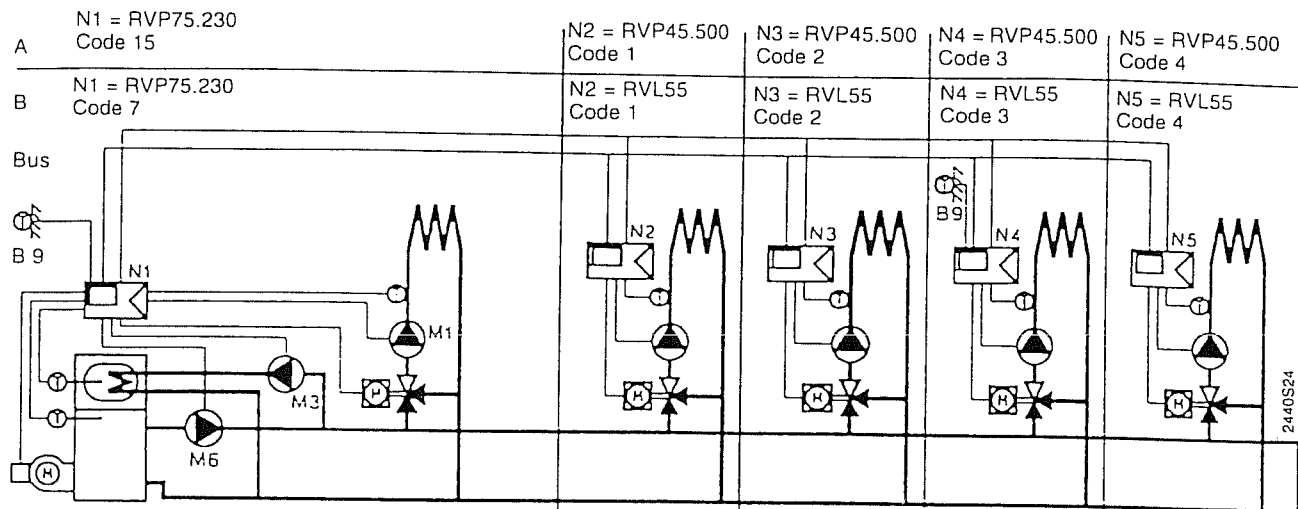 A
N1 = RVP75.230
Code 15
N2 = RVP45.500
Code 1
N3 = RVP45.500
Code 2
N4 = RVP45.500
Code 3
N5 = RVP45.500
Code 4
B
N1 = RVP75.230
Code 7
N2 = RVL55
Code 1
N3 = RVL55
Code 2
N4 = RVL55
Code 3
N5 = RVL55
Code 4
Bus
B 9
N1
M1
M3
M6
N2
N3
B9
N4
N5
T
T
T
T
T
T
T
T
T
M
M
M
M
M
M
2440S24